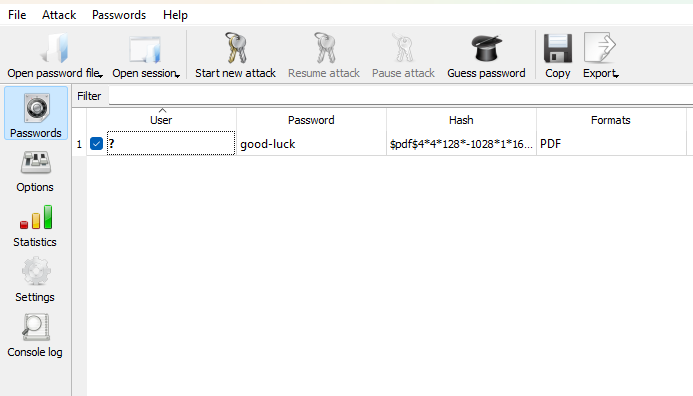 File Attack Passwords Help
Open password file Open session Start new attack Resume attack Pause attack Guess password Copy Export
Filter
Passwords
User Password Hash Formats
1 ? good-luck $pdf$4*4*128*-1028*1*16... PDF
Options
Statistics
Settings
Console log